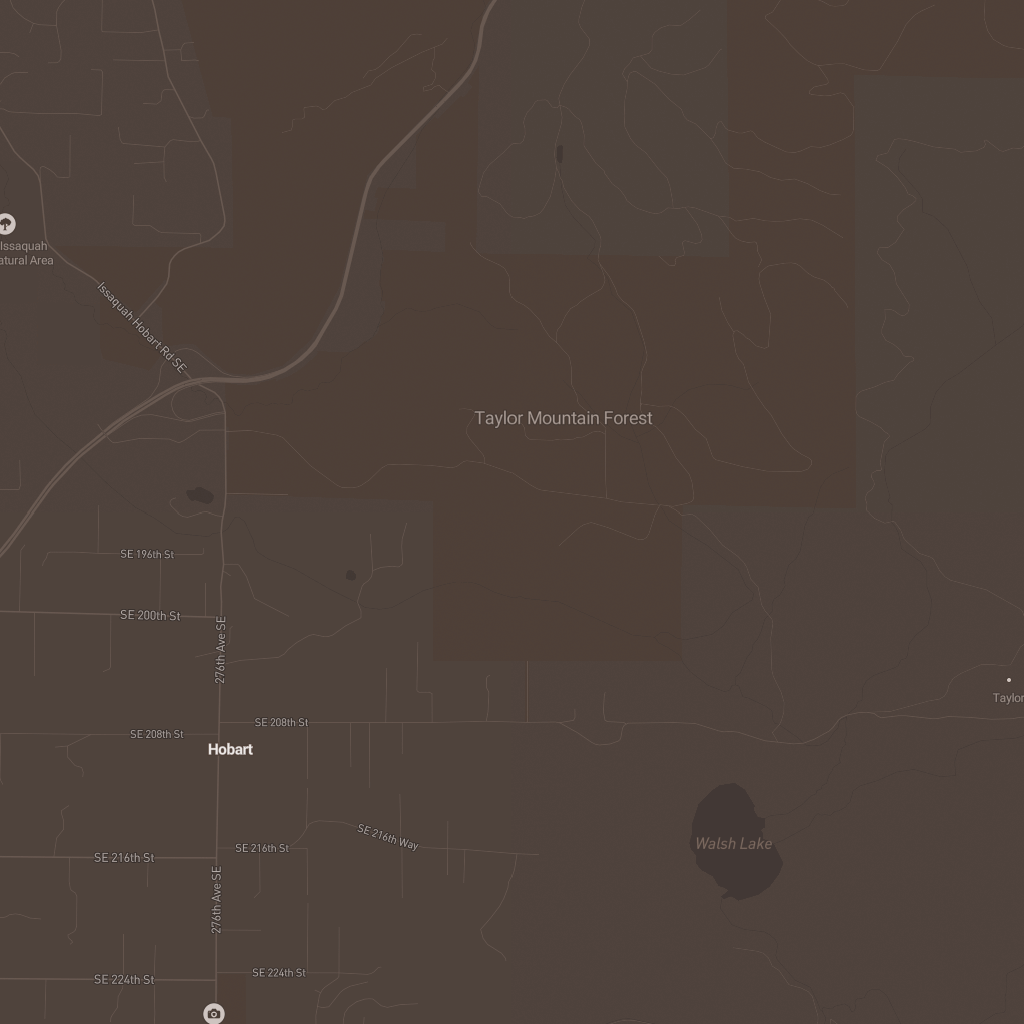 Issaquah
atural Area
Issaquah Hobart Rd SE
Taylor Mountain Forest
SE 196th St
SE 200th St
276th Ave SE
Taylor
SE 208th St
SE 208th St
Hobart
SE 216th Way
Walsh Lake
SE 216th St
SE 216th St
276th Ave SE
SE 224th St
SE 224th St